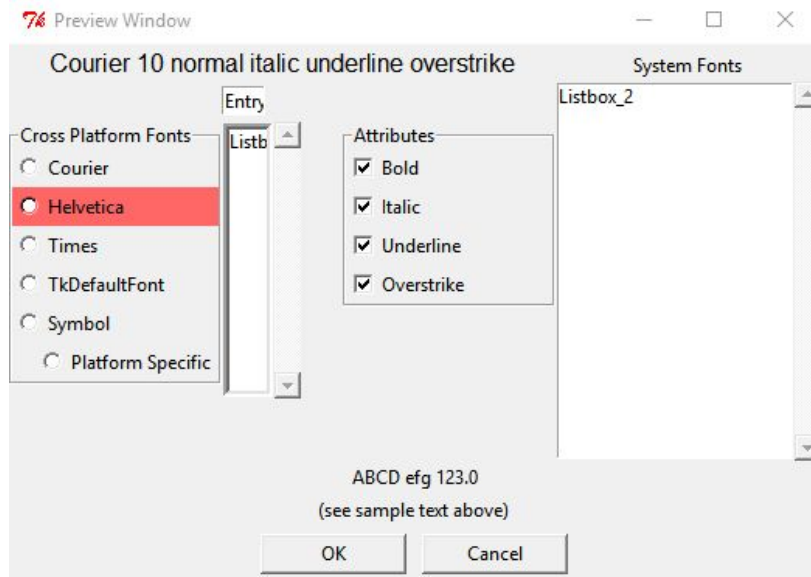 Preview Window
Courier 10 normal italic underline overstrike
System Fonts
Entry
Listbox_2
Cross Platform Fonts
Listb
Attributes
Courier
Bold
Helvetica
Italic
Times
Underline
TkDefaultFont
Overstrike
Symbol
Platform Specific
ABCD efg 123.0
(see sample text above)
OK
Cancel